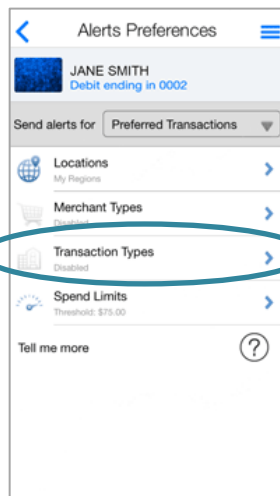 Alerts Preferences
JANE SMITH
Debit ending in 0002
Send alerts for Preferred Transactions
Locations
My Regions
Merchant Types
Disabled
Transaction Types
Disabled
Spend Limits
Threshold: $75.00
Tell me more ?